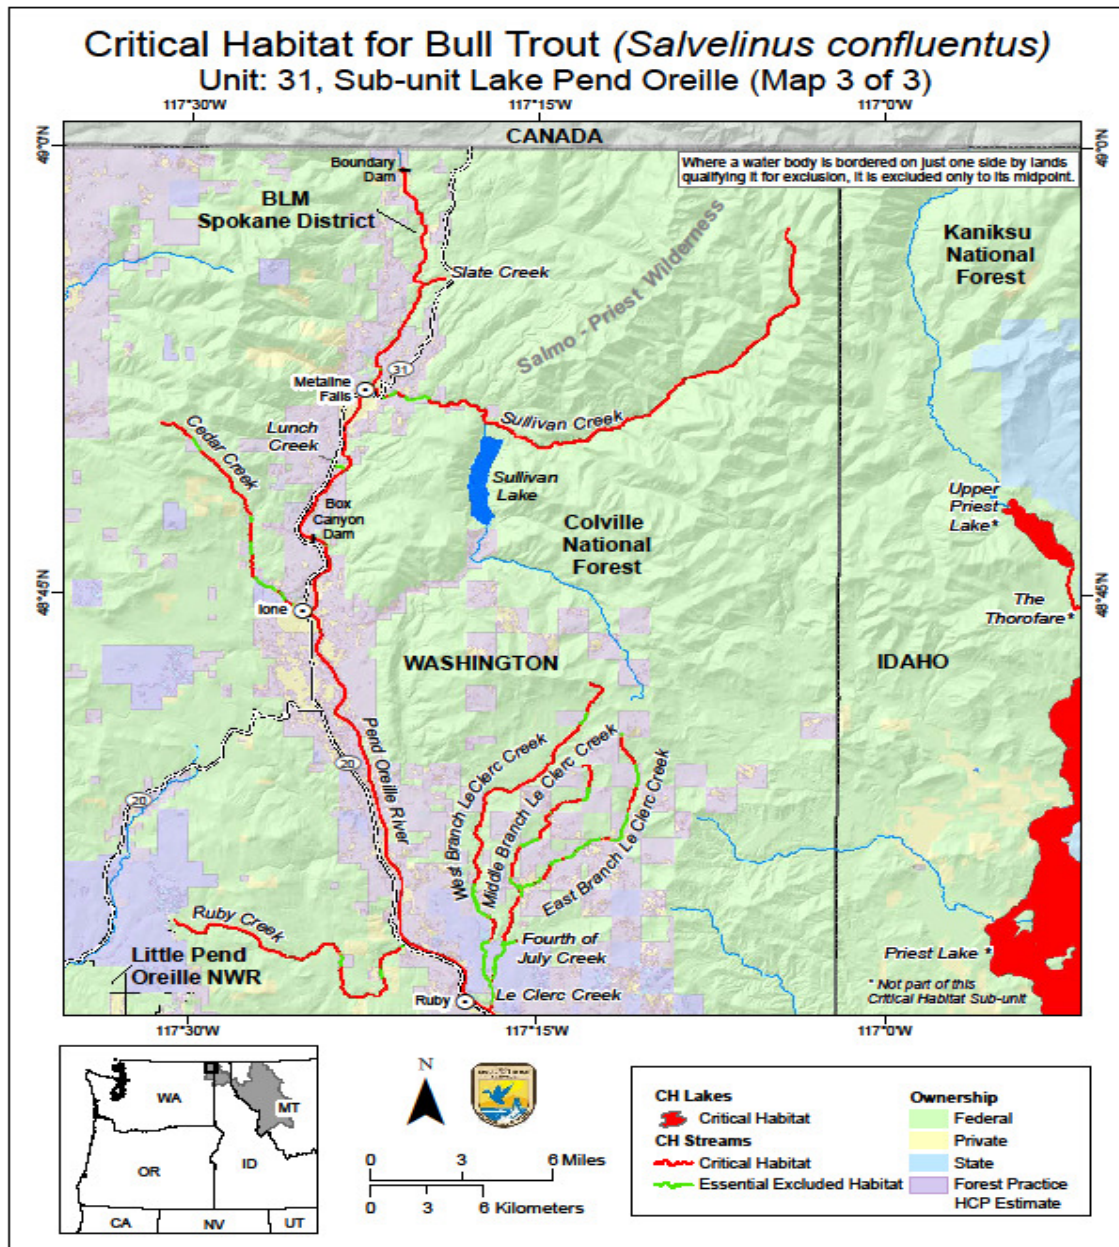 Critical Habitat for Bull Trout (Salvelinus confluentus)
Unit: 31, Sub-unit Lake Pend Oreille (Map 3 of 3)
117°30'W
117°15'W
117°0'W
49°0'N
49°0'N
CANADA
Where a water body is bordered on just one side by lands
qualifying it for exclusion, it is excluded only to its midpoint.
Boundary
Dam
BLM
Spokane District
Kaniksu
National
Forest
Slate Creek
Salmo - Priest Wilderness
31
Metaline
Falls
Sullivan Creek
Cedar Creek
Lunch
Creek
Sullivan
Lake
Upper
Priest
Lake*
Box
Canyon
Dam
Colville
National
Forest
48°45'N
48°45'N
Ione
The
Thorofare*
WASHINGTON
IDAHO
Pend Oreille River
20
20
West Branch LeClerc Creek
Middle Branch Le Clerc Creek
East Branch Le Clerc Creek
Ruby Creek
Little Pend
Oreille NWR
Fourth of
July Creek
Priest Lake *
Ruby
Le Clerc Creek
* Not part of this
Critical Habitat Sub-unit
117°30'W
117°15'W
117°0'W
WA
MT
OR
ID
CA
NV
UT
N
0 3 6 Miles
0 3 6 Kilometers
CH Lakes
Critical Habitat
CH Streams
Critical Habitat
Essential Excluded Habitat
Ownership
Federal
Private
State
Forest Practice
HCP Estimate